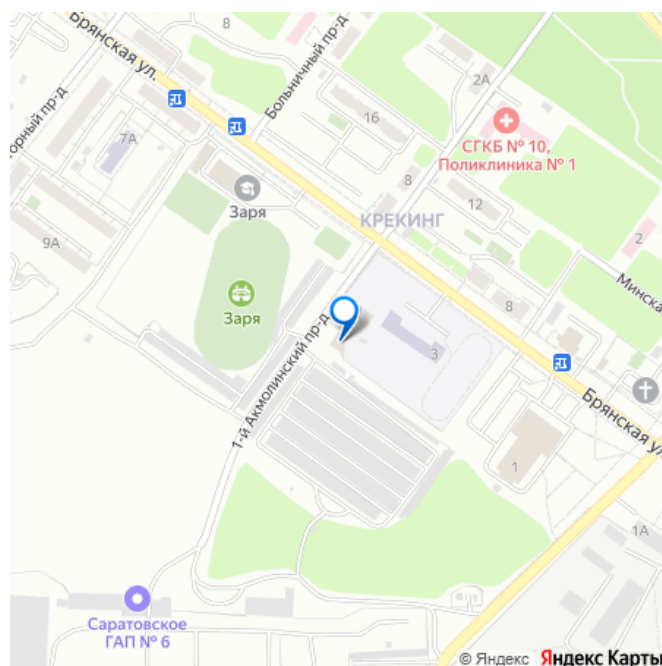 Брянская ул.
8
Больничный пр-д
2А
16
СГКБ № 10,
Поликлиника № 1
7А
Заря
8
КРЕКИНГ
12
2
9А
Заря
Минска
8
1-й Акмолинский пр-д
3
Брянская ул.
1
1А
Саратовское
ГАП № 6
© Яндекс Яндекс Карты